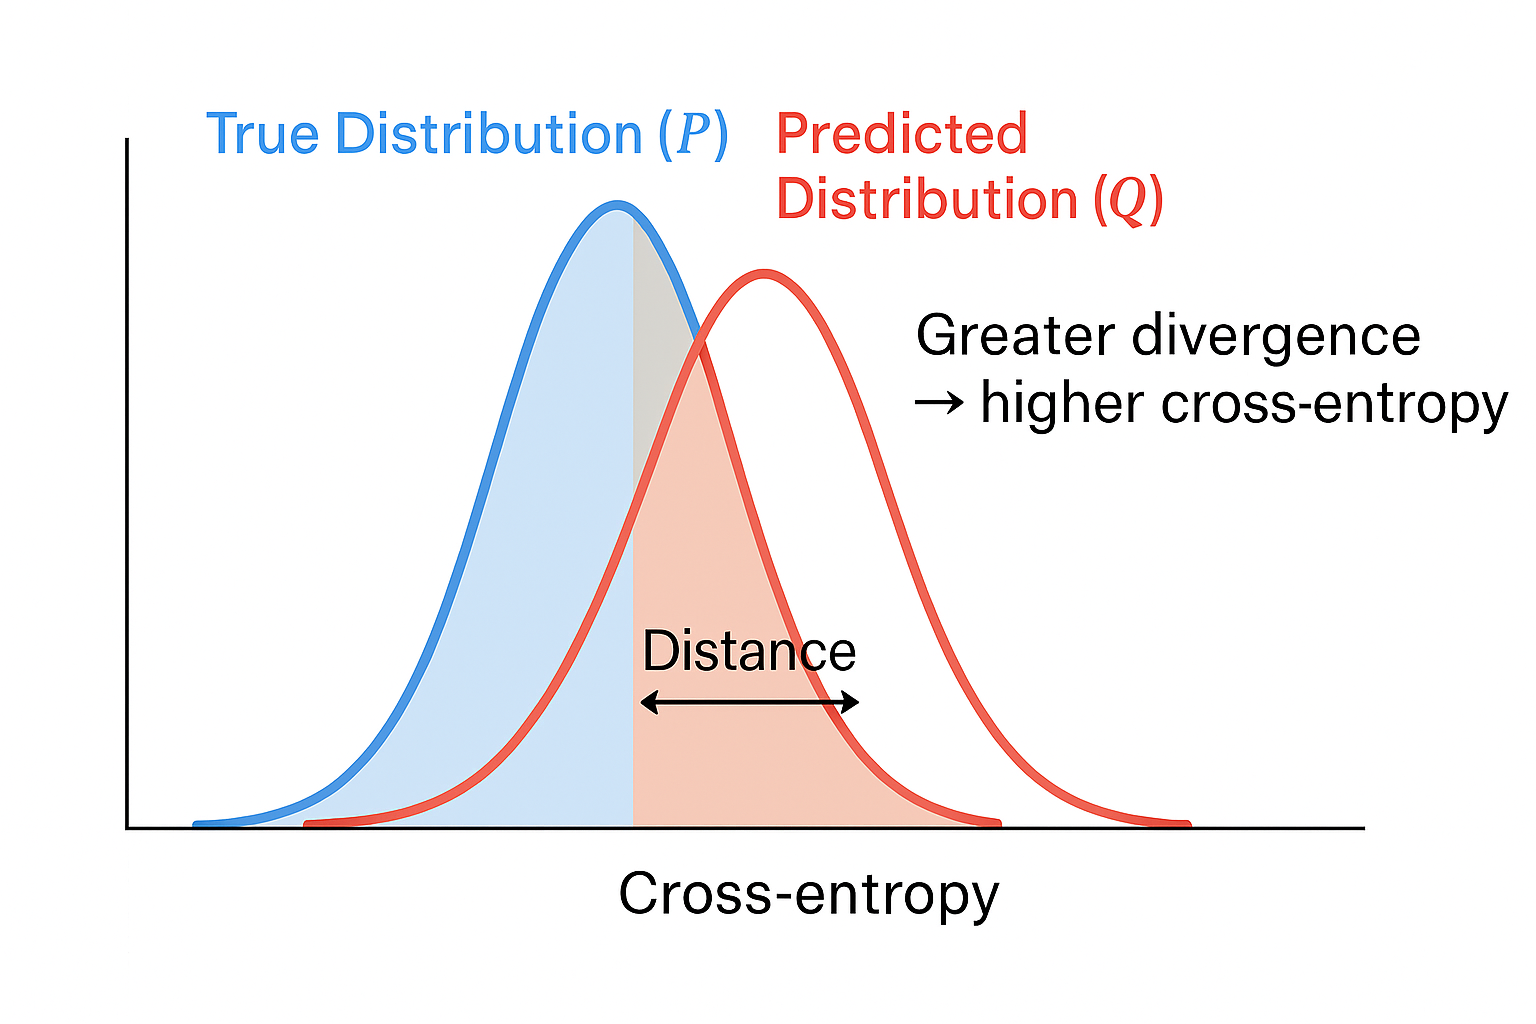 True Distribution (P)
Predicted
Distribution (Q)
Greater divergence
→ higher cross-entropy
Distance
Cross-entropy